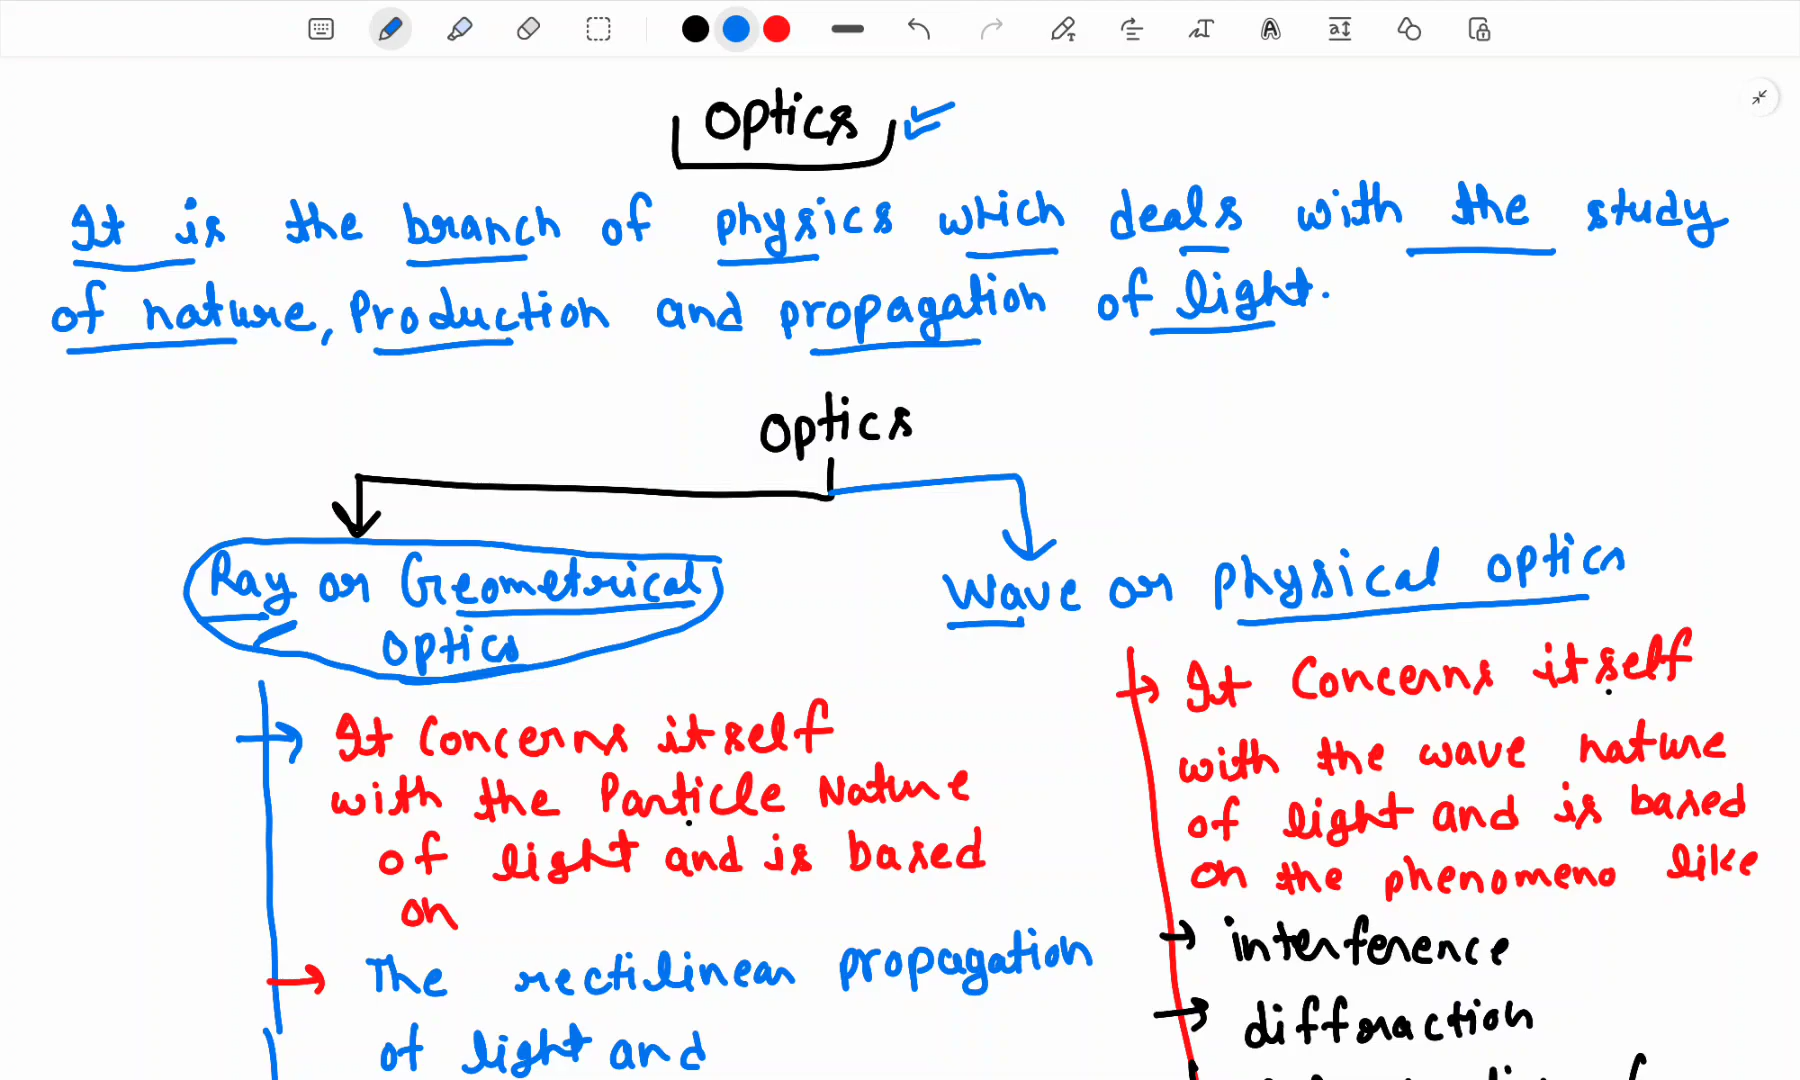 Optics
It is the branch of physics which deals with the study
of nature, Production and propagation of light.
Optics
Ray or Geometrical
optics
It concerns itself
with the Particle Nature
of light and is based
on
The rectilinear propagation
of light and
Wave or physical optics
It concerns itself
with the wave nature
of light and is based
on the phenomeno like
interference
diffraction